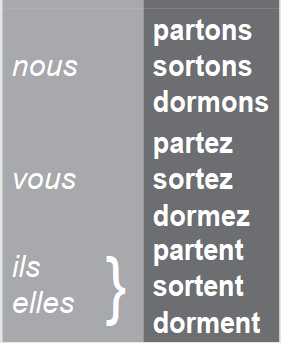 nous
partons
sortons
dormons
vous
partez
sortez
dormez
ils
elles
}
partent
sortent
dorment